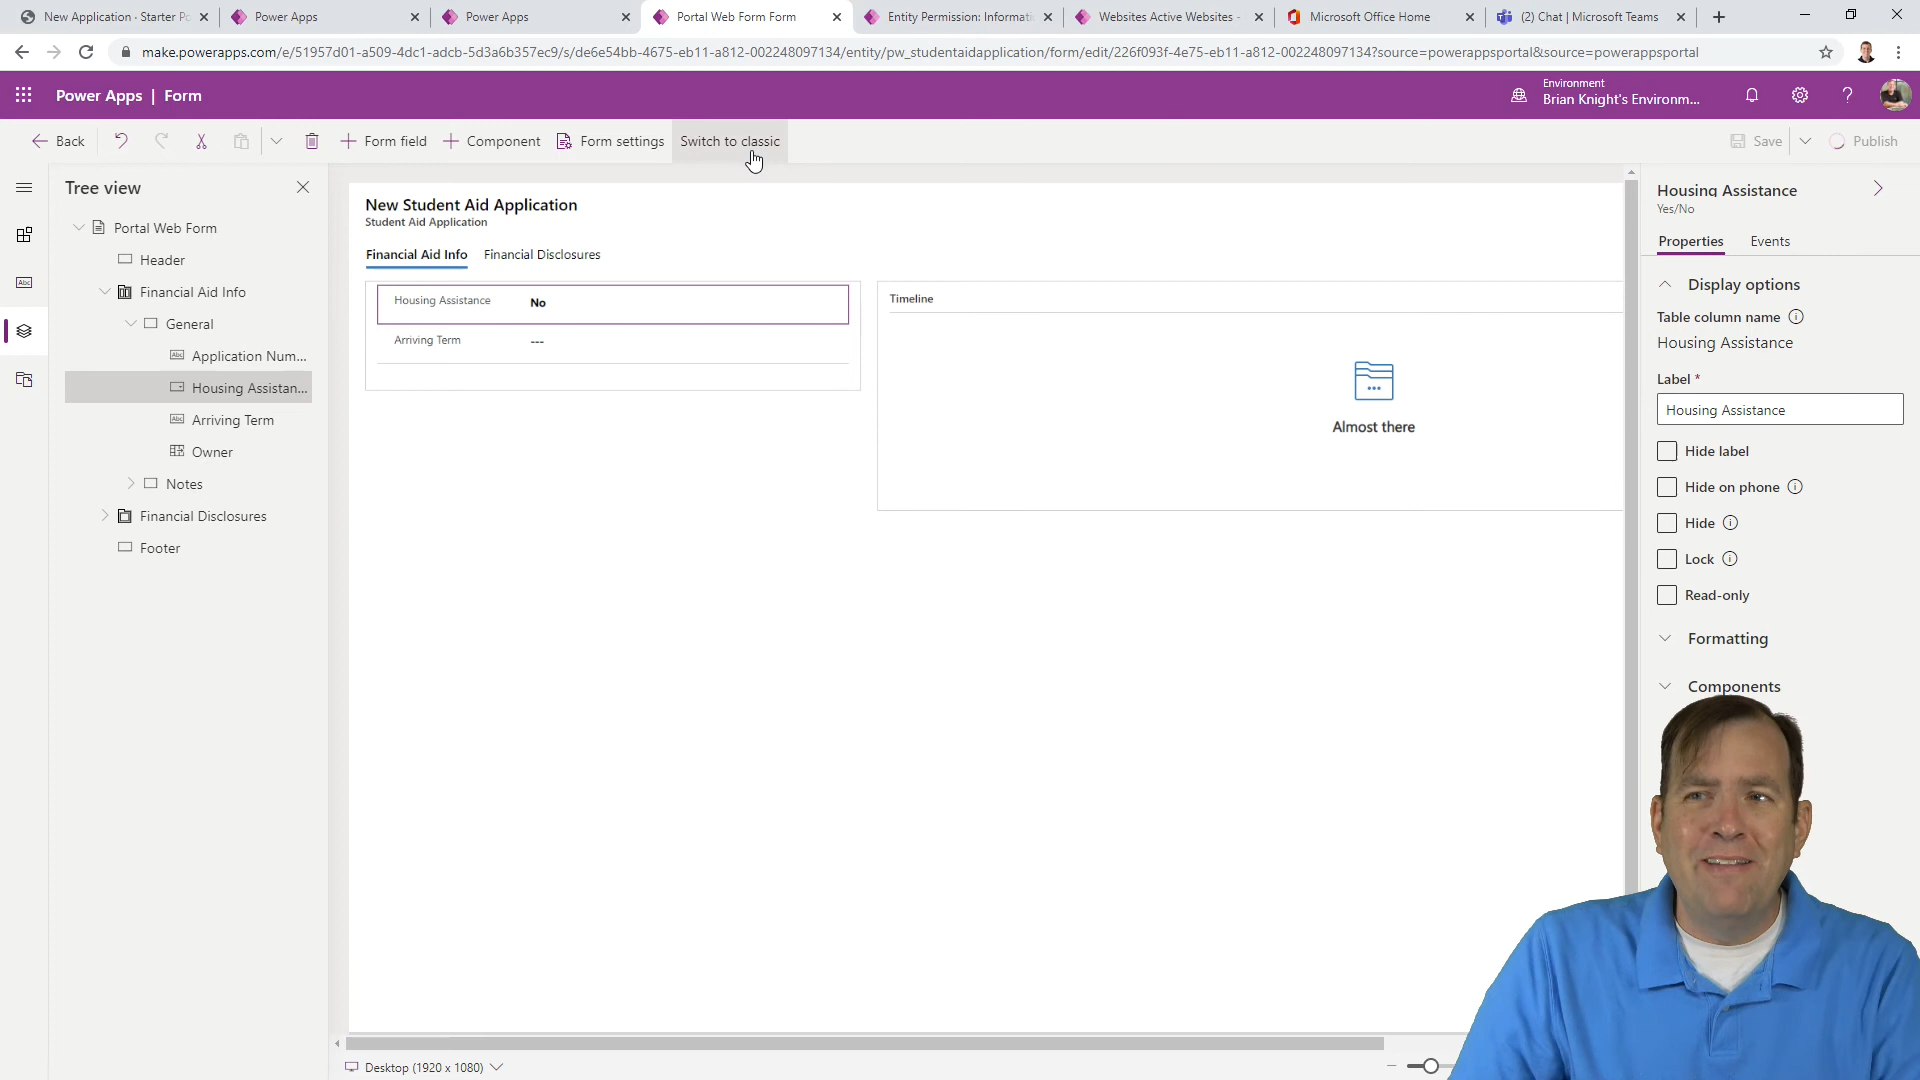 New Application · Starter Po
Power Apps
Power Apps
Portal Web Form Form
Entity Permission: Informati
Websites Active Websites -
Microsoft Office Home
(2) Chat | Microsoft Teams
make.powerapps.com/e/51957d01-a509-4dc1-adcb-5d3a6b357ec9/s/de6e54bb-4675-eb11-a812-002248097134/entity/pw_studentaidapplication/form/edit/226f093f-4e75-eb11-a812-002248097134?source=powerappsportal&source=powerappsportal
Power Apps | Form
Environment
Brian Knight's Environm...
Back
Form field
Component
Form settings
Switch to classic
Save
Publish
Tree view
Portal Web Form
Header
Financial Aid Info
General
Abc Application Num...
Housing Assistan...
Abc Arriving Term
Owner
Notes
Financial Disclosures
Footer
Abc
New Student Aid Application
Student Aid Application
Financial Aid Info
Financial Disclosures
Housing Assistance
No
Arriving Term
---
Timeline
Almost there
Desktop (1920 x 1080)
Housing Assistance
Yes/No
Properties
Events
Display options
Table column name
Housing Assistance
Label *
Housing Assistance
Hide label
Hide on phone
Hide
Lock
Read-only
Formatting
Components